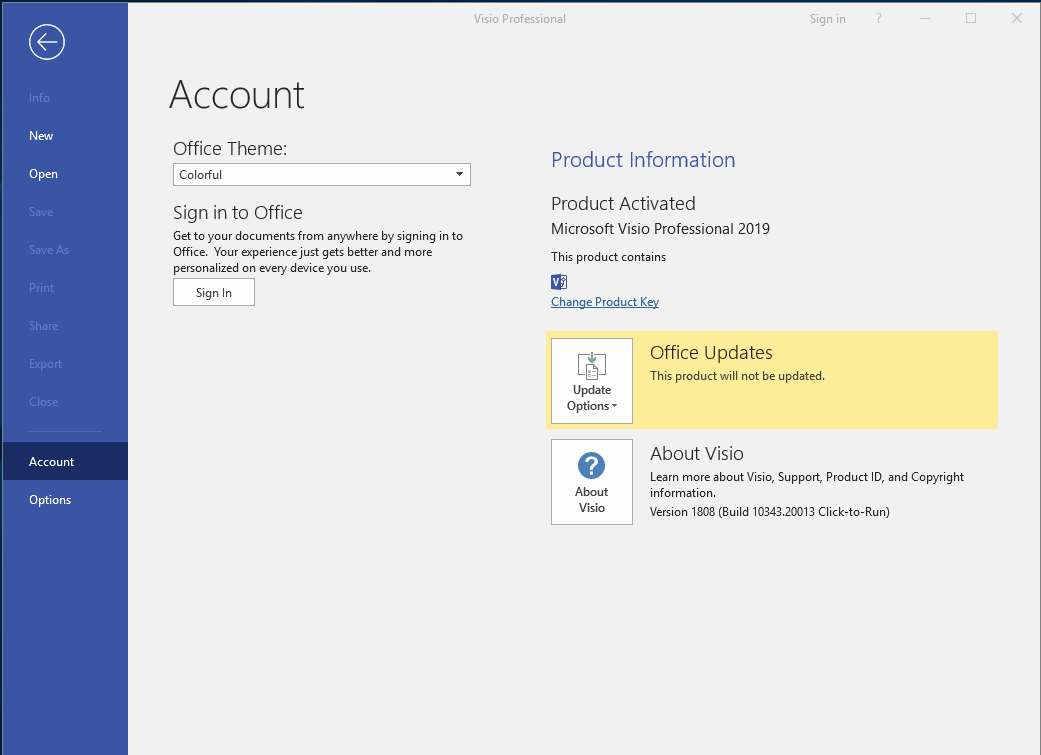 Visio Professional
Sign in
?
Info
New
Open
Save
Save As
Print
Share
Export
Close
Account
Options
Account
Office Theme:
Colorful
Sign in to Office
Get to your documents from anywhere by signing in to
Office.  Your experience just gets better and more
personalized on every device you use.
Sign In
Product Information
Product Activated
Microsoft Visio Professional 2019
This product contains
V
Change Product Key
Update
Options
Office Updates
This product will not be updated.
?
About
Visio
About Visio
Learn more about Visio, Support, Product ID, and Copyright
information.
Version 1808 (Build 10343.20013 Click-to-Run)